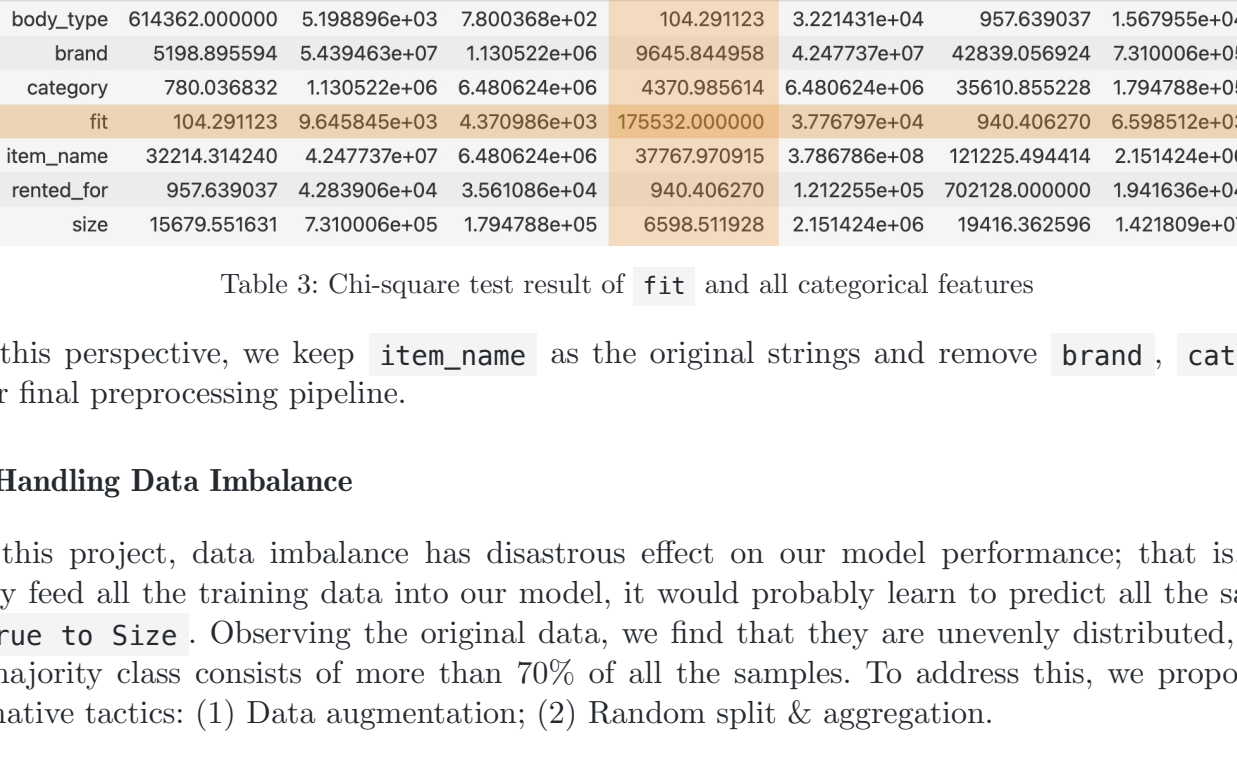 body_type 614362.000000 5.198896e+03 7.800368e+02 104.291123 3.221431e+04 957.639037 1.567955e+04
brand 5198.895594 5.439463e+07 1.130522e+06 9645.844958 4.247737e+07 42839.056924 7.310006e+05
category 780.036832 1.130522e+06 6.480624e+06 4370.985614 6.480624e+06 35610.855228 1.794788e+05
fit 104.291123 9.645845e+03 4.370986e+03 175532.000000 3.776797e+04 940.406270 6.598512e+03
item_name 32214.314240 4.247737e+07 6.480624e+06 37767.970915 3.786786e+08 121225.494414 2.151424e+06
rented_for 957.639037 4.283906e+04 3.561086e+04 940.406270 1.212255e+05 702128.000000 1.941636e+04
size 15679.551631 7.310006e+05 1.794788e+05 6598.511928 2.151424e+06 19416.362596 1.421809e+0
Table 3: Chi-square test result of fit and all categorical features
this perspective, we keep item_name as the original strings and remove brand, cat
r final preprocessing pipeline.
Handling Data Imbalance
this project, data imbalance has disastrous effect on our model performance; that is,
y feed all the training data into our model, it would probably learn to predict all the sa
rue to Size. Observing the original data, we find that they are unevenly distributed,
majority class consists of more than 70% of all the samples. To address this, we propo
native tactics: (1) Data augmentation; (2) Random split & aggregation.